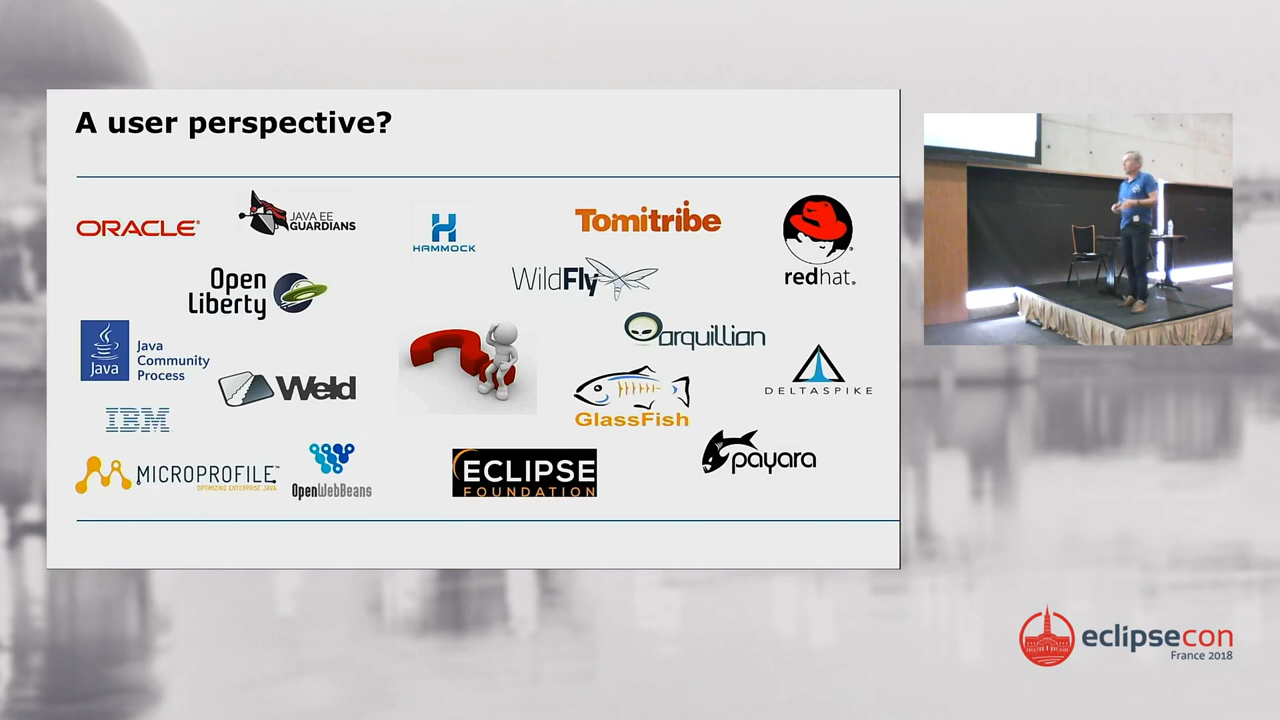 A user perspective?
ORACLE®
JAVA EE
GUARDIANS
HAMMOCK
Tomitribe
redhat®
Open
Liberty
WildFly
Java
Java
Community
Process
Weld
arquillian
DELTASPIKE
GlassFish
IBM
MICROPROFILE™
OPTIMIZING ENTERPRISE JAVA
OpenWebBeans
ECLIPSE
FOUNDATION
payara
eclipsecon
France 2018